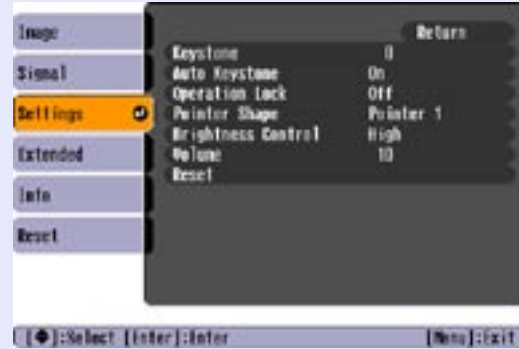 Image
Signal
Settings
Extended
Info
Reset
Return
Keystone 0
Auto Keystone On
Operation Lock Off
Pointer Shape Pointer 1
Brightness Control High
Volume 10
Reset
[◆]:Select [Enter]:Enter [Menu]:Exit